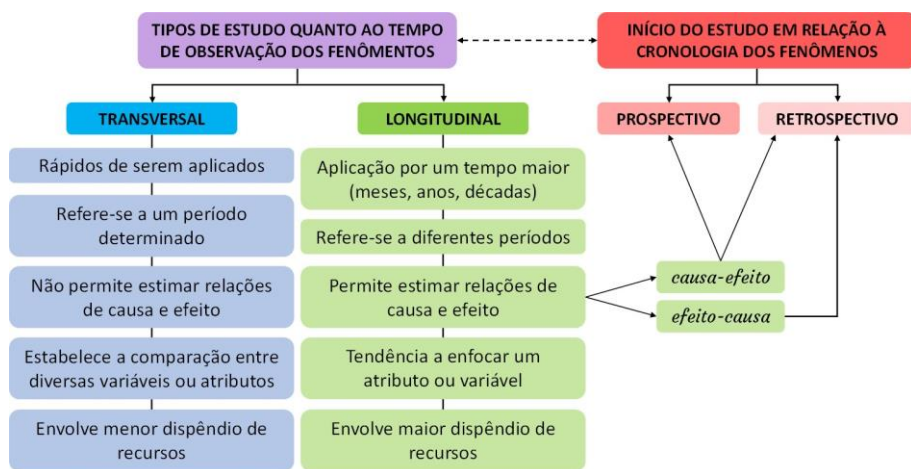 TIPOS DE ESTUDO QUANTO AO TEMPO
DE OBSERVAÇÃO DOS FENÔMENTOS
INÍCIO DO ESTUDO EM RELAÇÃO À
CRONOLOGIA DOS FENÔMENOS
TRANSVERSAL
LONGITUDINAL
PROSPECTIVO
RETROSPECTIVO
Rápidos de serem aplicados
Refere-se a um período
determinado
Não permite estimar relações
de causa e efeito
Estabelece a comparação entre
diversas variáveis ou atributos
Envolve menor dispêndio de
recursos
Aplicação por um tempo maior
(meses, anos, décadas)
Refere-se a diferentes períodos
Permite estimar relações de
causa e efeito
Tendência a enfocar um
atributo ou variável
Envolve maior dispêndio de
recursos
causa-efeito
efeito-causa